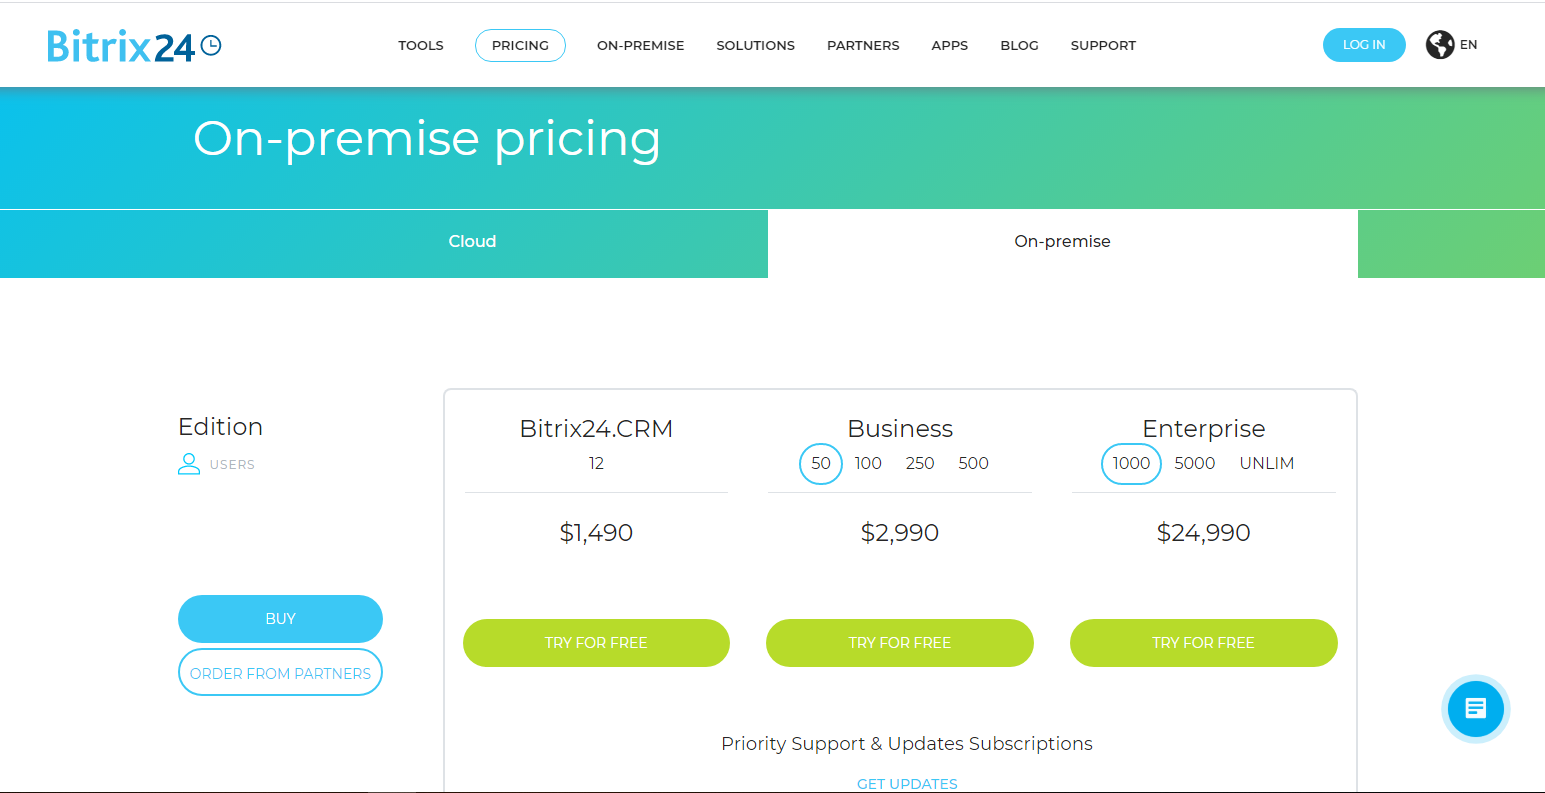 Bitrix24
TOOLS PRICING ON-PREMISE SOLUTIONS PARTNERS APPS BLOG SUPPORT LOG IN EN
On-premise pricing
Cloud On-premise
Edition
USERS
Bitrix24.CRM Business Enterprise
12 50 100 250 500 1000 5000 UNLIM
$1,490 $2,990 $24,990
BUY
TRY FOR FREE TRY FOR FREE TRY FOR FREE
ORDER FROM PARTNERS
Priority Support & Updates Subscriptions
GET UPDATES